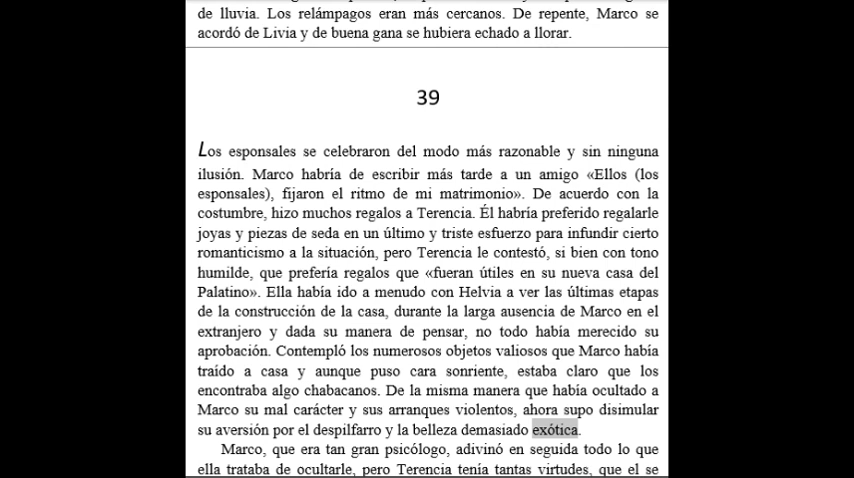 de lluvia. Los relámpagos eran más cercanos. De repente, Marco se
acordó de Livia y de buena gana se hubiera echado a llorar.
39
Los esponsales se celebraron del modo más razonable y sin ninguna
ilusión. Marco habría de escribir más tarde a un amigo «Ellos (los
esponsales), fijaron el ritmo de mi matrimonio». De acuerdo con la
costumbre, hizo muchos regalos a Terencia. Él habría preferido regalarle
joyas y piezas de seda en un último y triste esfuerzo para infundir cierto
romanticismo a la situación, pero Terencia le contestó, si bien con tono
humilde, que prefería regalos que «fueran útiles en su nueva casa del
Palatino». Ella había ido a menudo con Helvia a ver las últimas etapas
de la construcción de la casa, durante la larga ausencia de Marco en el
extranjero y dada su manera de pensar, no todo había merecido su
aprobación. Contempló los numerosos objetos valiosos que Marco había
traído a casa y aunque puso cara sonriente, estaba claro que los
encontraba algo chabacanos. De la misma manera que había ocultado a
Marco su mal carácter y sus arranques violentos, ahora supo disimular
su aversión por el despilfarro y la belleza demasiado exótica.
Marco, que era tan gran psicólogo, adivinó en seguida todo lo que
ella trataba de ocultarle, pero Terencia tenía tantas virtudes, que el se